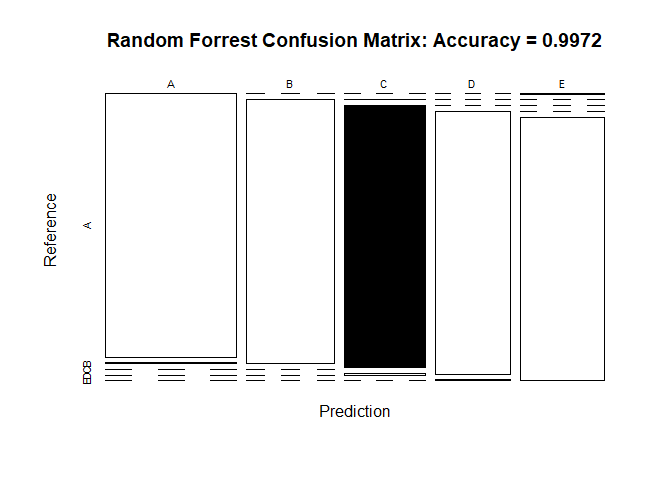 Random Forrest Confusion Matrix: Accuracy = 0.9972
A B C D E
Reference
A
B
C
D
E
Prediction